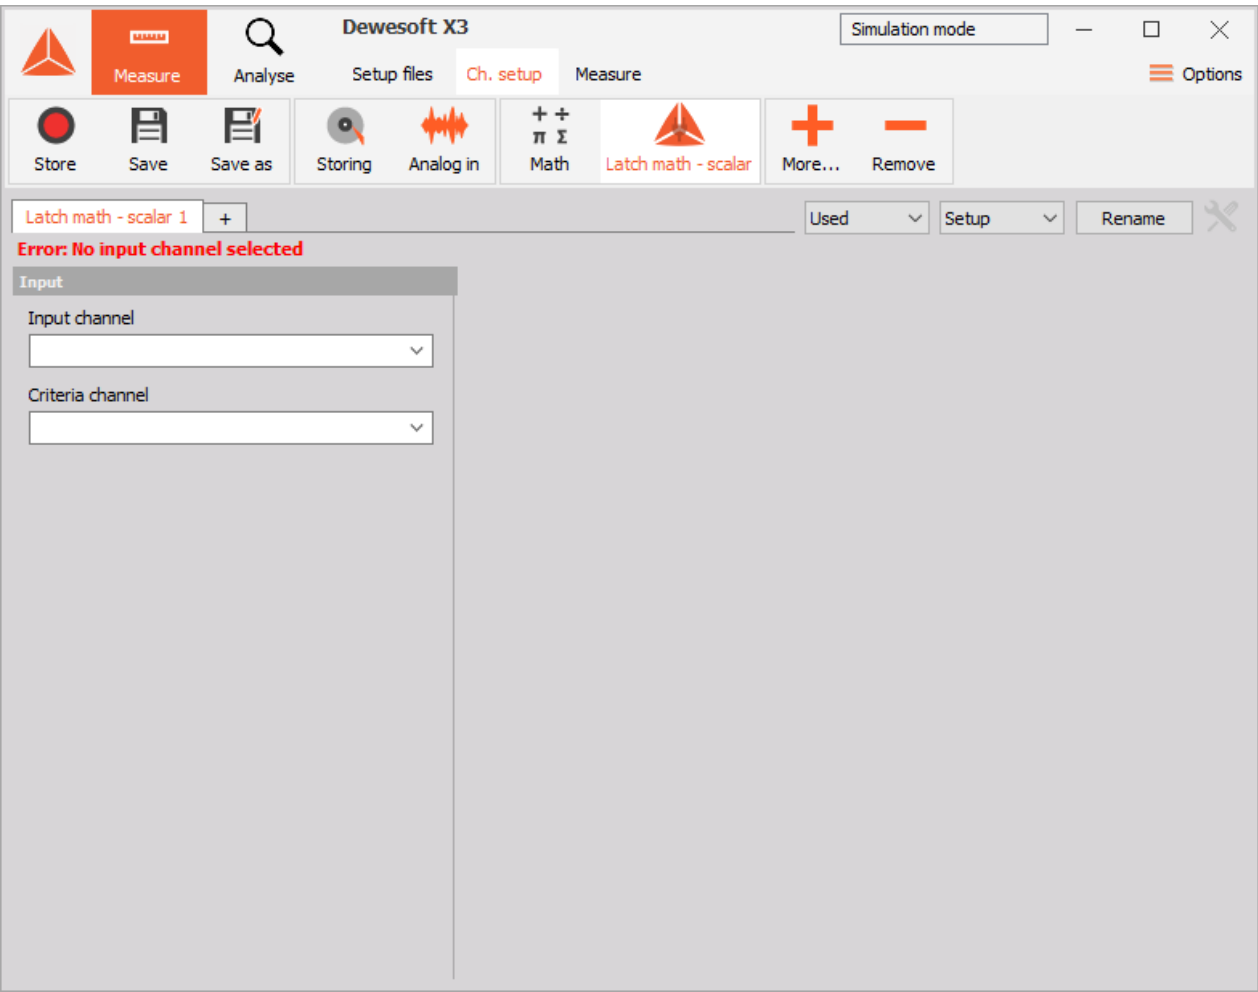 Dewesoft X3
Simulation mode
Measure
Analyse
Setup files
Ch. setup
Measure
Options
Store
Save
Save as
Storing
Analog in
Math
Latch math - scalar
More...
Remove
Latch math - scalar 1
+
Used
Setup
Rename
Error: No input channel selected
Input
Input channel
Criteria channel